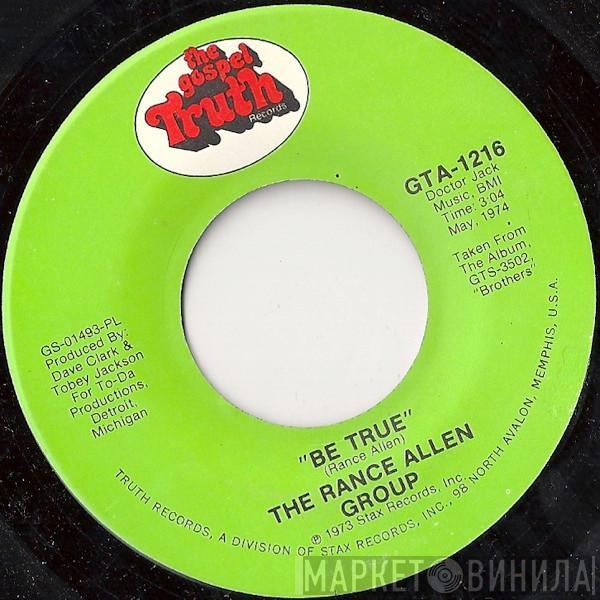 the
gospel
Truth
Records
GTA-1216
Doctor Jack
Music, BMI
Time: 3:04
May, 1974
Taken From
The Album,
GTS-3502,
"Brothers"
GS-01493-PL
Produced By:
Dave Clark &
Tobey Jackson
For To-Da
Productions,
Detroit,
Michigan
"BE TRUE"
(Rance Allen)
THE RANCE ALLEN
GROUP
℗ 1973 Stax Records, Inc.
TRUTH RECORDS, A DIVISION OF STAX RECORDS, INC., 98 NORTH AVALON, MEMPHIS, U.S.A.
МАРКЕТ ВИНИЛА!